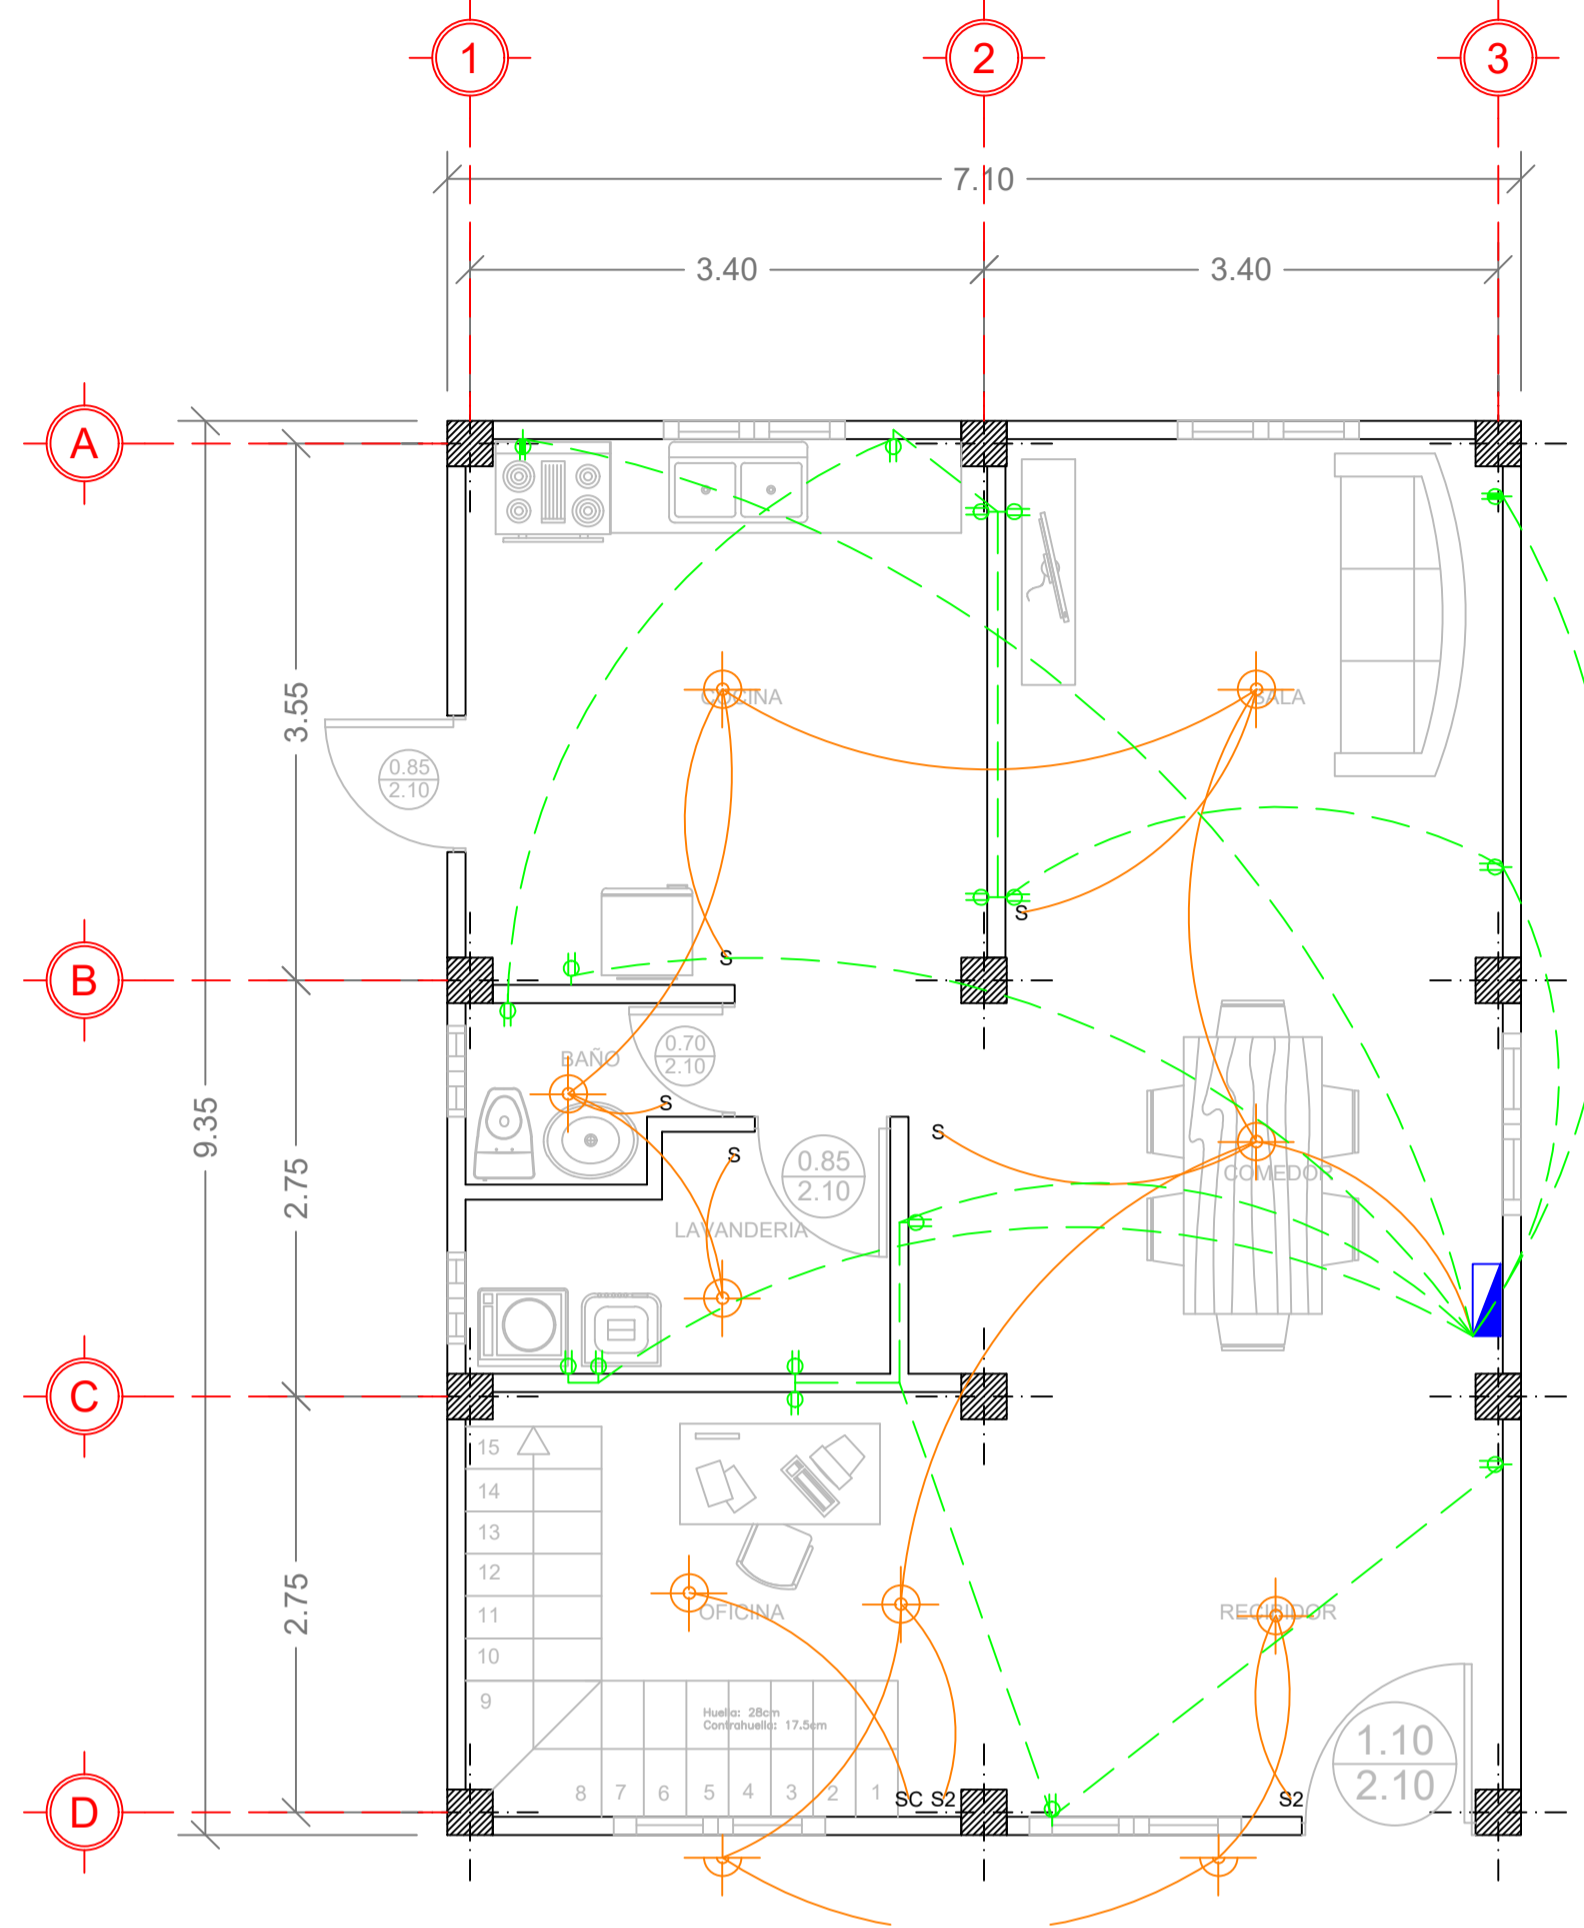 1 2 3
7.10
3.40 3.40
A
3.55
COCINA SALA
0.85
2.10
S
S
B
BAÑO
0.70
2.10
S
S
S
9.35
2.75
0.85
2.10
COMEDOR
LAVANDERIA
C
15
14
13
12
11
10
9
2.75
OFICINA
RECIBIDOR
Huella: 28cm
Contrahuella: 17.5cm
1.10
2.10
8 7 6 5 4 3 2 1
SC S2 S2
D